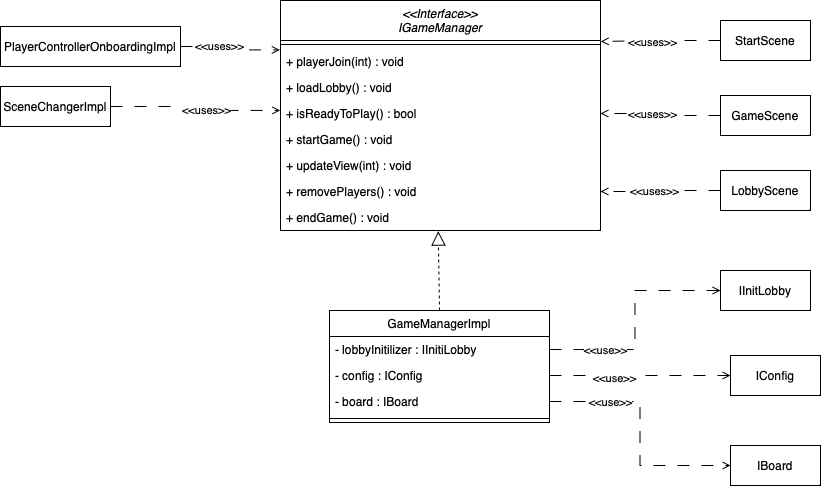 <<Interface>>
IGameManager
+ playerJoin(int) : void
+ loadLobby() : void
+ isReadyToPlay() : bool
+ startGame() : void
+ updateView(int) : void
+ removePlayers() : void
+ endGame() : void
PlayerControllerOnboardingImpl
<<uses>>
SceneChangerImpl
<<uses>>
<<uses>>
StartScene
<<uses>>
GameScene
<<uses>>
LobbyScene
GameManagerImpl
- lobbyInitilizer : IInitiLobby
- config : IConfig
- board : IBoard
<<use>>
IInitLobby
<<use>>
IConfig
<<use>>
IBoard